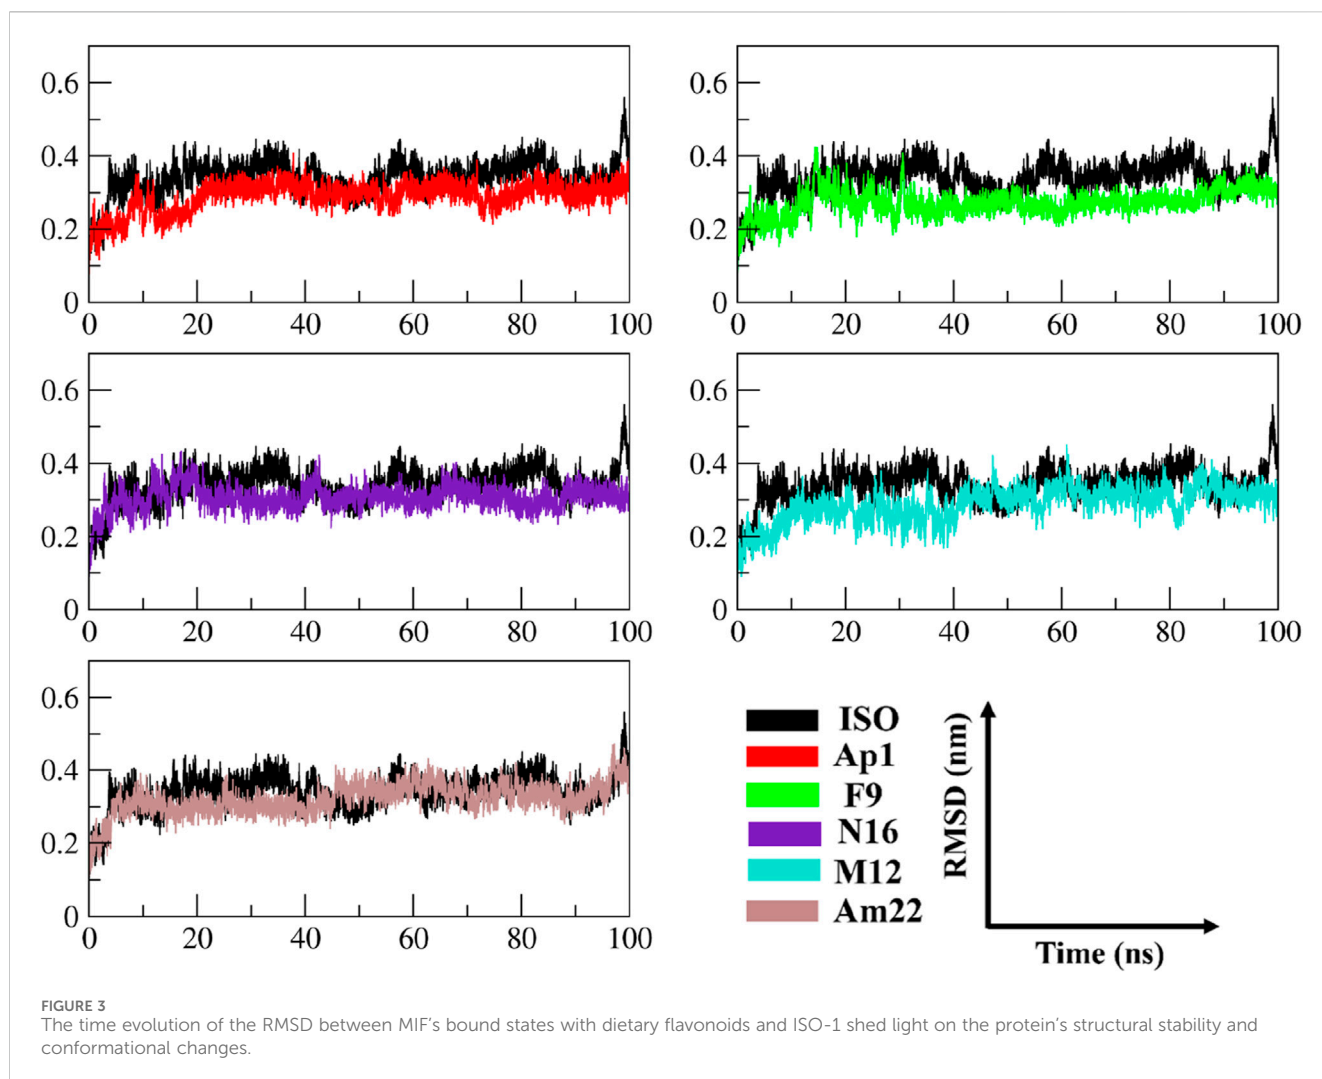 0.6
0.4
0.2
0
0 20 40 60 80 100
0.6
0.4
0.2
0
0 20 40 60 80 100
0.6
0.4
0.2
0
0 20 40 60 80 100
0.6
0.4
0.2
0
0 20 40 60 80 100
0.6
0.4
0.2
0
0 20 40 60 80 100
ISO
Ap1
F9
N16
M12
Am22
RMSD (nm)
Time (ns)
FIGURE 3
The time evolution of the RMSD between MIF’s bound states with dietary flavonoids and ISO-1 shed light on the protein’s structural stability and
conformational changes.